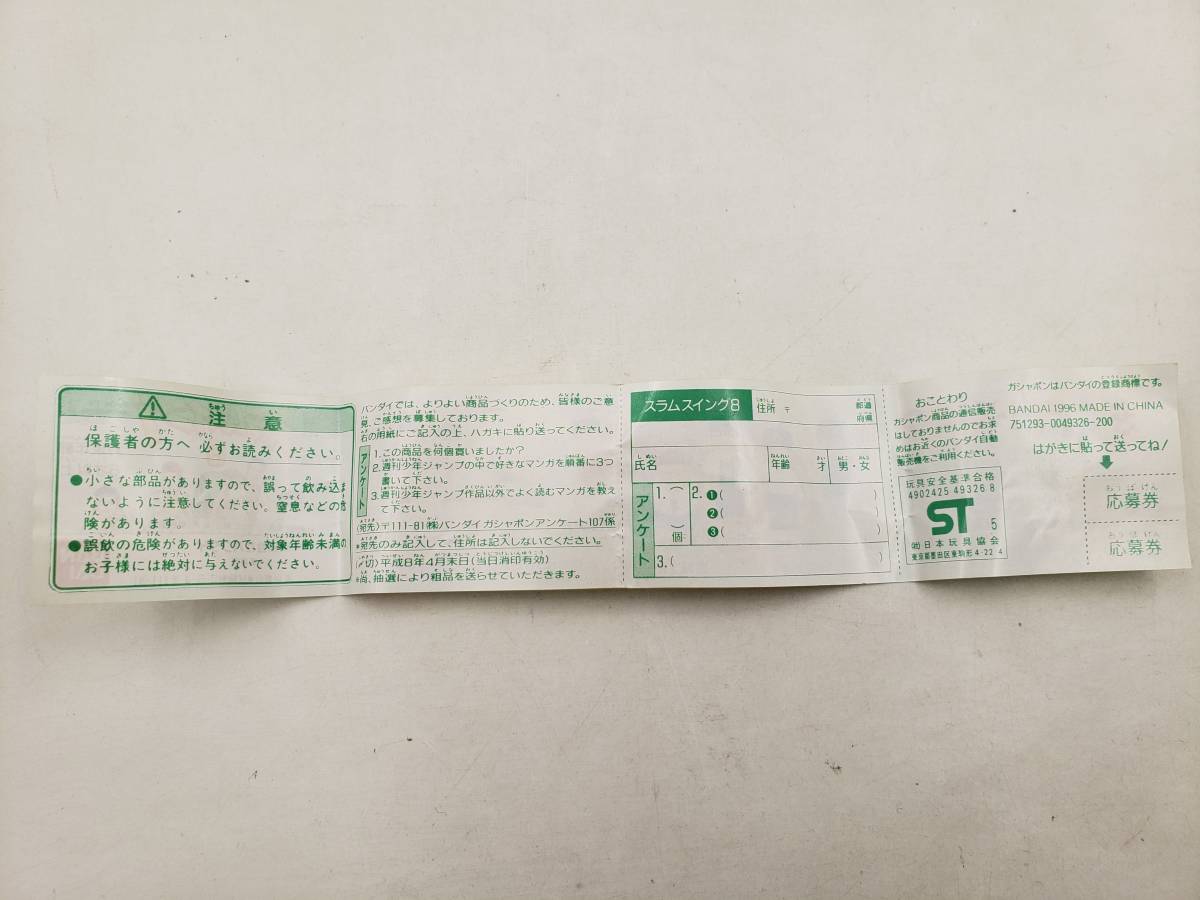 注意
保護者の方へ 必ずお読みください。
●小さな部品がありますので、誤って飲み込ま
ないように注意してください。窒息などの危
険があります。
●誤飲の危険がありますので、対象年齢未満の
お子様には絶対に与えないでください。
バンダイでは、よりよい商品づくりのため、皆様のご意
見、ご感想を募集しております。
右の用紙にご記入の上、ハガキに貼り送ってください。
アンケート
1.この商品を何個買いましたか?
2.週刊少年ジャンプの中で好きなマンガを順番に3つ
書いて下さい。
3.週刊少年ジャンプ作品以外でよく読むマンガを教え
て下さい。
(宛先)〒111-81(株)バンダイ ガシャポンアンケート107係
※宛先のみ記入して、住所は記入しないでください。
(〆切)平成8年4月末日(当日消印有効)
※尚、抽選により粗品を送らせていただきます。
スラムスイング8
住所 〒
都道
府県
氏名
年齢 才
男・女
アンケート
1.( 個)
2.❶( )
❷( )
❸( )
3.( )
おことわり
ガシャポン商品の通信販売
はしておりませんのでお求
めはお近くのバンダイ自動
販売機をご利用ください。
玩具安全基準合格
4902425 49326 8
ST 5
(社)日本玩具協会
東京都墨田区東駒形4-22-4
ガシャポンはバンダイの登録商標です。
BANDAI 1996 MADE IN CHINA
751293-0049326-200
はがきに貼って送ってね!
応募券
応募券